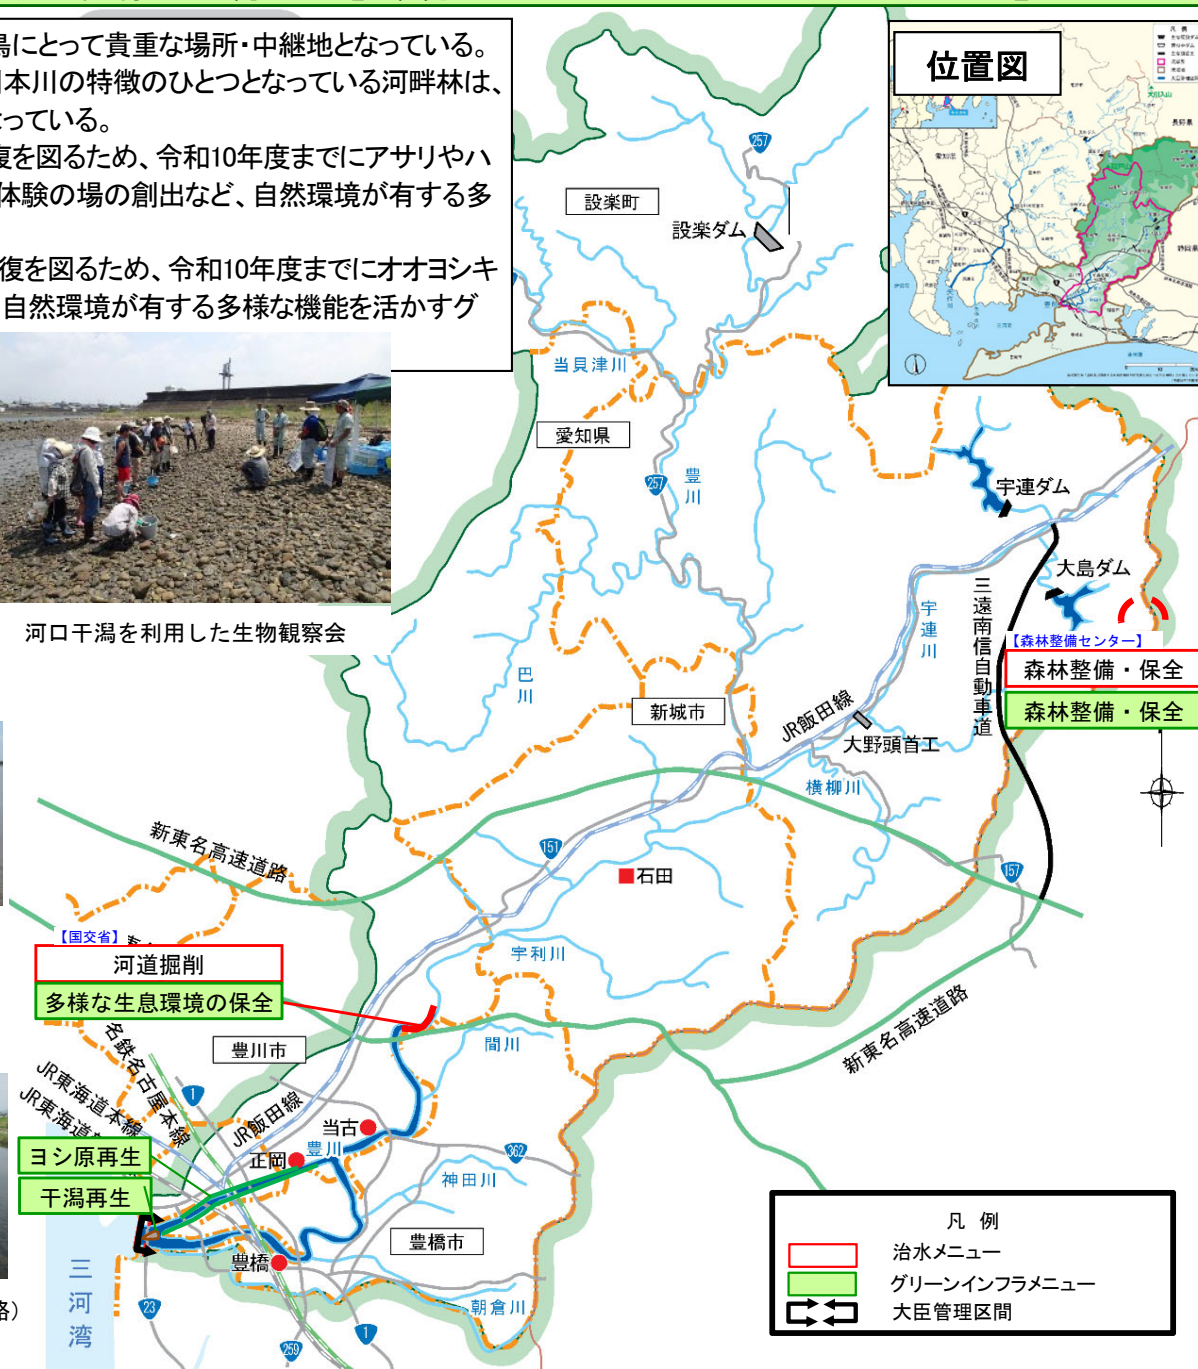 鳥にとって貴重な場所・中継地となっている。
本川の特徴のひとつとなっている河畔林は、
なっている。
復を図るため、令和10年度までにアサリやハ
体験の場の創出など、自然環境が有する多
復を図るため、令和10年度までにオオヨシキ
自然環境が有する多様な機能を活かすグ
河口干潟を利用した生物観察会
位置図
凡例
長野県
愛知県
静岡県
257
設楽町
設楽ダム
当貝津川
愛知県
257
豊川
宇連ダム
大島ダム
宇連川
三遠南信自動車道
【森林整備センター】
森林整備・保全
森林整備・保全
巴川
新城市
JR飯田線
大野頭首工
横柳川
新東名高速道路
151
石田
157
【国交省】
河道掘削
多様な生息環境の保全
宇利川
間川
新東名高速道路
豊川市
名鉄名古屋本線
JR東海道本線
JR東海道
1
JR飯田線
当古
豊川
正岡
362
ヨシ原再生
干潟再生
神田川
豊橋市
豊橋
三河湾
朝倉川
23
259
1
凡 例
治水メニュー
グリーンインフラメニュー
大臣管理区間